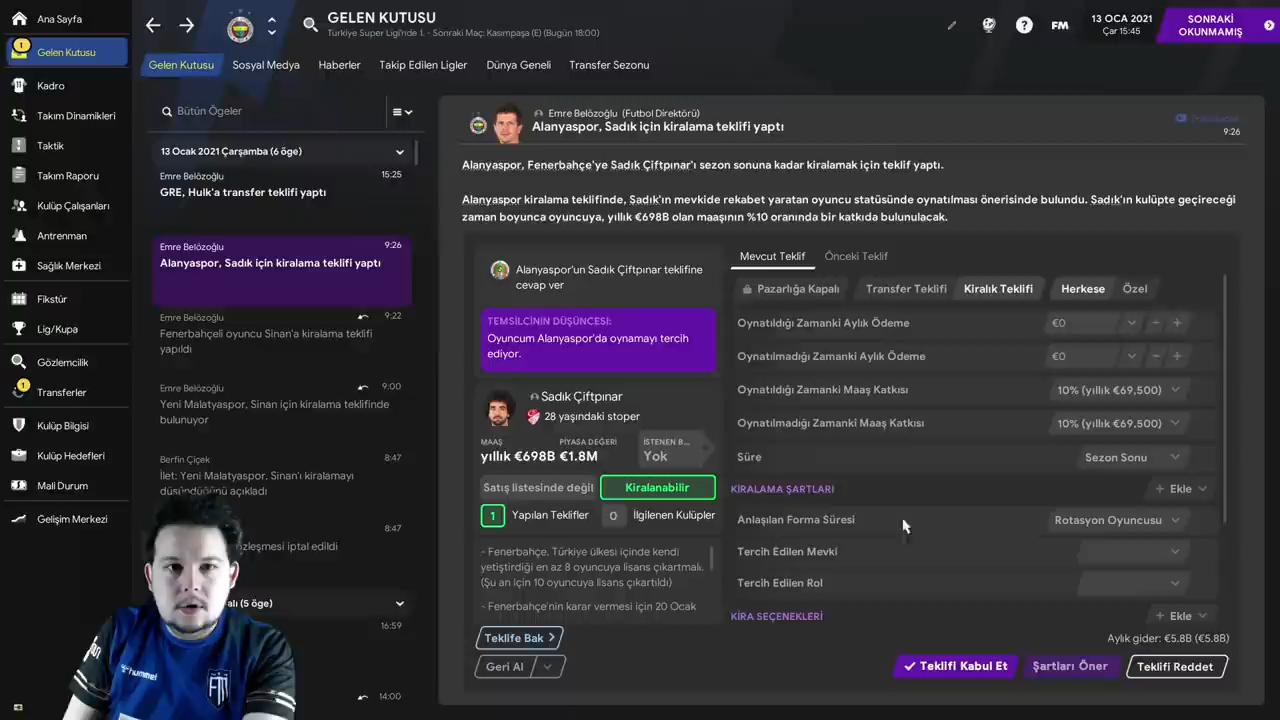 Ana Sayfa
1
Gelen Kutusu
Kadro
Takım Dinamikleri
Taktik
Takım Raporu
Kulüp Çalışanları
Antrenman
Sağlık Merkezi
Fikstür
Lig/Kupa
Gözlemcilik
1
Transferler
Kulüp Bilgisi
Kulüp Hedefleri
Mali Durum
Gelişim Merkezi
GELEN KUTUSU
Türkiye Super Ligi'nde 1. - Sonraki Maç: Kasımpaşa (E) (Bugün 18:00)
FM
13 OCA 2021
Çar 15:45
SONRAKİ
OKUNMAMIŞ
Gelen Kutusu
Sosyal Medya
Haberler
Takip Edilen Ligler
Dünya Geneli
Transfer Sezonu
Bütün Ögeler
13 Ocak 2021 Çarşamba (6 öge)
Emre Belözoğlu 15:25
GRE, Hulk'a transfer teklifi yaptı
Emre Belözoğlu 9:26
Alanyaspor, Sadık için kiralama teklifi yaptı
Emre Belözoğlu 9:22
Fenerbahçeli oyuncu Sinan'a kiralama teklifi
yapıldı
Emre Belözoğlu 9:00
Yeni Malatyaspor, Sinan için kiralama teklifinde
bulunuyor
Berfin Çiçek 8:47
İlet: Yeni Malatyaspor, Sinan'ı kiralamayı
düşündüğünü açıkladı
8:47
özleşmesi iptal edildi
alı (5 öge)
16:59
14:00
Emre Belözoğlu (Futbol Direktörü)
Alanyaspor, Sadık için kiralama teklifi yaptı
9:26
Alanyaspor, Fenerbahçe'ye Sadık Çiftpınar'ı sezon sonuna kadar kiralamak için teklif yaptı.
Alanyaspor kiralama teklifinde, Sadık'ın mevkide rekabet yaratan oyuncu statüsünde oynatılması önerisinde bulundu. Sadık'ın kulüpte geçireceği
zaman boyunca oyuncuya, yıllık €698B olan maaşının %10 oranında bir katkıda bulunulacak.
Alanyaspor'un Sadık Çiftpınar teklifine
cevap ver
TEMSİLCİNİN DÜŞÜNCESİ:
Oyuncum Alanyaspor'da oynamayı tercih
ediyor.
Sadık Çiftpınar
28 yaşındaki stoper
MAAŞ PİYASA DEĞERİ İSTENEN B...
yıllık €698B €1.8M Yok
Satış listesinde değil Kiralanabilir
1 Yapılan Teklifler 0 İlgilenen Kulüpler
- Fenerbahçe, Türkiye ülkesi içinde kendi
yetiştirdiği en az 8 oyuncuya lisans çıkartmalı.
(Şu an için 10 oyuncuya lisans çıkartıldı)
- Fenerbahçe'nin karar vermesi için 20 Ocak
Teklife Bak
Geri Al
Mevcut Teklif Önceki Teklif
Pazarlığa Kapalı Transfer Teklifi Kiralık Teklifi Herkese Özel
Oynatıldığı Zamanki Aylık Ödeme €0
Oynatılmadığı Zamanki Aylık Ödeme €0
Oynatıldığı Zamanki Maaş Katkısı 10% (yıllık €69,500)
Oynatılmadığı Zamanki Maaş Katkısı 10% (yıllık €69,500)
Süre Sezon Sonu
KİRALAMA ŞARTLARI + Ekle
Anlaşılan Forma Süresi Rotasyon Oyuncusu
Tercih Edilen Mevki
Tercih Edilen Rol
KİRA SEÇENEKLERİ + Ekle
Aylık gider: €5.8B (€5.8B)
Teklifi Kabul Et Şartları Öner Teklifi Reddet
hummel